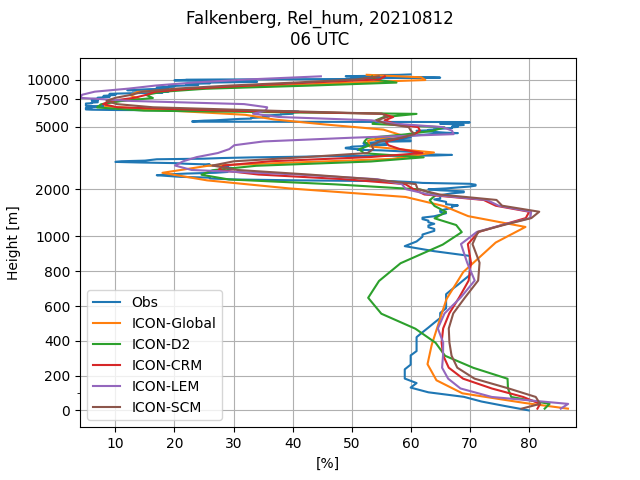 Falkenberg, Rel_hum, 20210812
06 UTC
Height [m]
10000
7500
5000
2000
1000
800
600
400
200
0
Obs
ICON-Global
ICON-D2
ICON-CRM
ICON-LEM
ICON-SCM
10 20 30 40 50 60 70 80
[%]